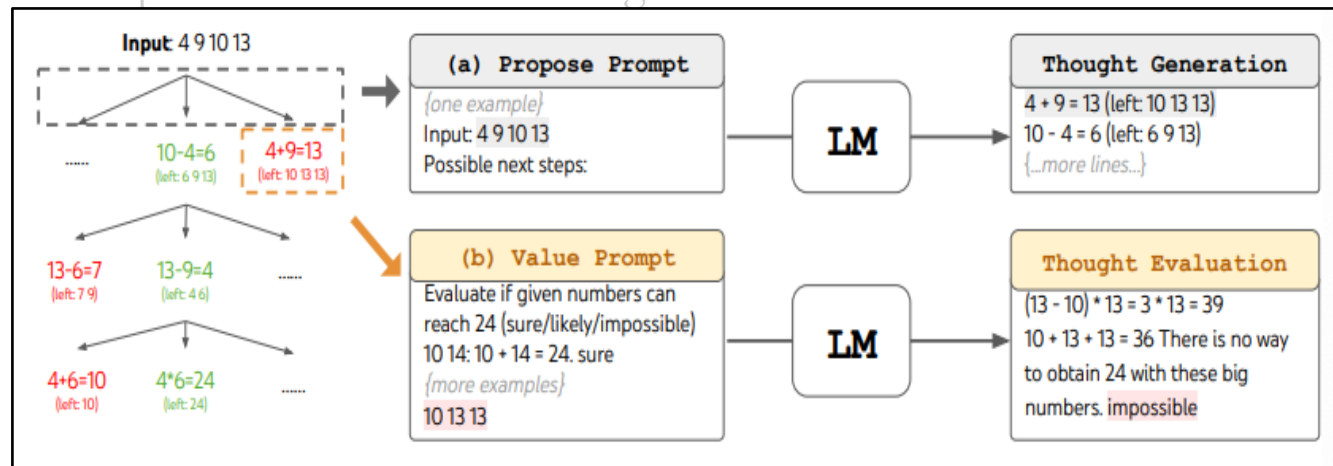 Input: 4 9 10 13
......
10-4=6
(left: 6 9 13)
4+9=13
(left: 10 13 13)
13-6=7
(left: 7 9)
13-9=4
(left: 4 6)
......
4+6=10
(left: 10)
4*6=24
(left: 24)
......
(a) Propose Prompt
{one example}
Input: 4 9 10 13
Possible next steps:
LM
Thought Generation
4 + 9 = 13 (left: 10 13 13)
10 - 4 = 6 (left: 6 9 13)
{...more lines...}
(b) Value Prompt
Evaluate if given numbers can
reach 24 (sure/likely/impossible)
10 14: 10 + 14 = 24. sure
{more examples}
10 13 13
LM
Thought Evaluation
(13 - 10) * 13 = 3 * 13 = 39
10 + 13 + 13 = 36 There is no way
to obtain 24 with these big
numbers. impossible